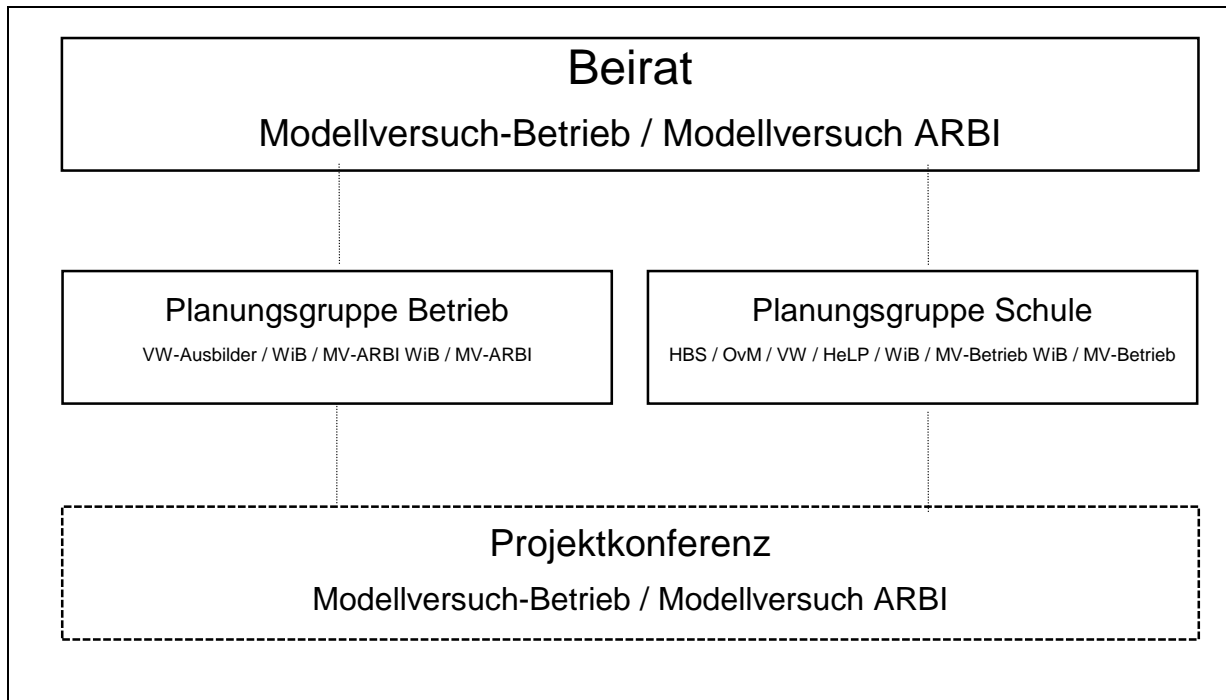 Beirat
Modellversuch-Betrieb / Modellversuch ARBI
Planungsgruppe Betrieb
VW-Ausbilder / WiB / MV-ARBI WiB / MV-ARBI
Planungsgruppe Schule
HBS / OvM / VW / HeLP / WiB / MV-Betrieb WiB / MV-Betrieb
Projektkonferenz
Modellversuch-Betrieb / Modellversuch ARBI